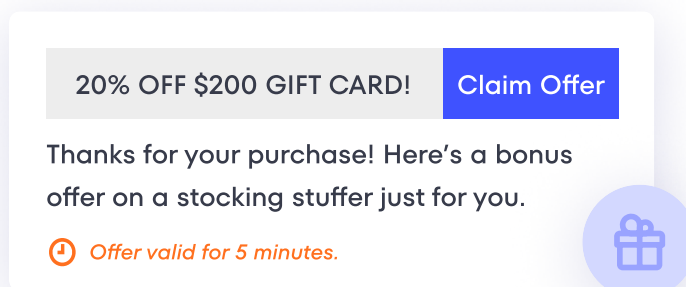 20% OFF $200 GIFT CARD! Claim Offer
Thanks for your purchase! Here’s a bonus
offer on a stocking stuffer just for you.
Offer valid for 5 minutes.